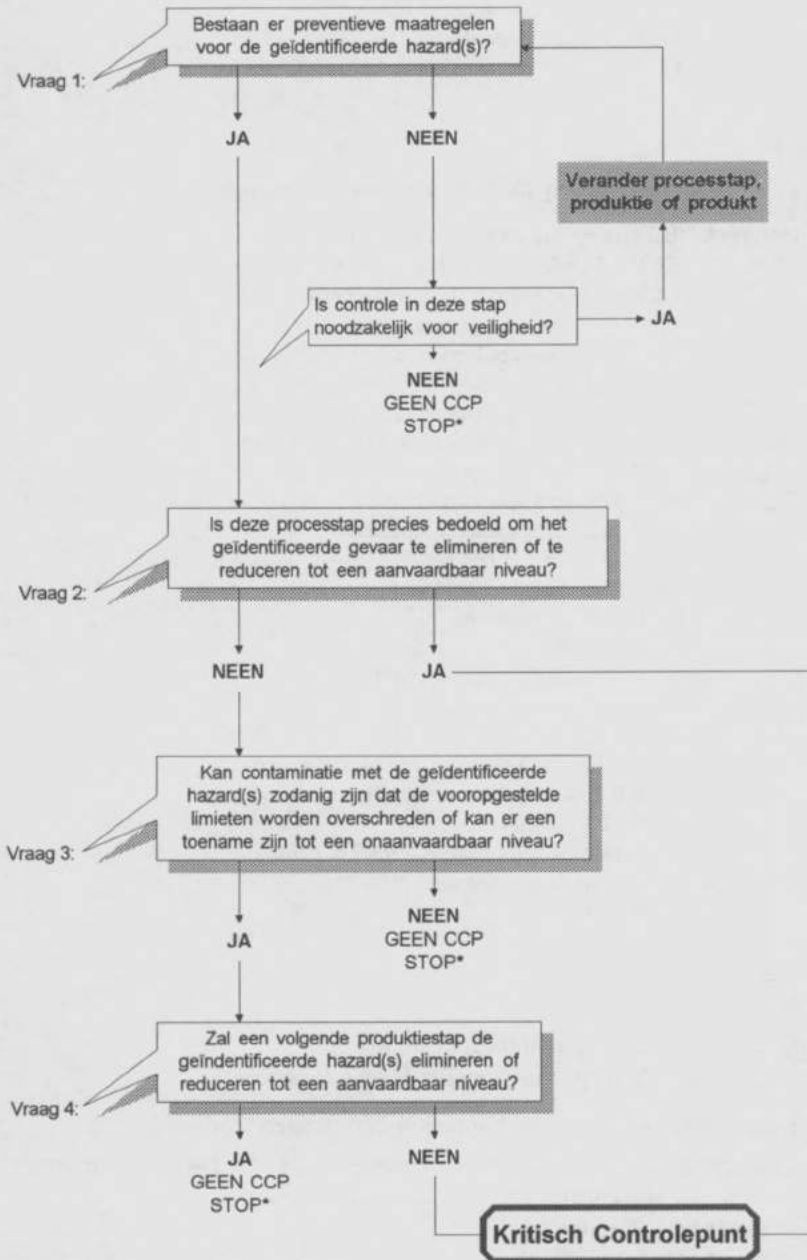 Bestaan er preventieve maatregelen
voor de geïdentificeerde hazard(s)?
Vraag 1:
JA
NEEN
Verander processtap,
produktie of produkt
Is controle in deze stap
noodzakelijk voor veiligheid?
JA
NEEN
GEEN CCP
STOP*
Is deze processtap precies bedoeld om het
geïdentificeerde gevaar te elimineren of te
reduceren tot een aanvaardbaar niveau?
Vraag 2:
NEEN
JA
Kan contaminatie met de geïdentificeerde
hazard(s) zodanig zijn dat de vooropgestelde
limieten worden overschreden of kan er een
toename zijn tot een onaanvaardbaar niveau?
Vraag 3:
JA
NEEN
GEEN CCP
STOP*
Zal een volgende produktiestap de
geïndentificeerde hazard(s) elimineren of
reduceren tot een aanvaardbaar niveau?
Vraag 4:
JA
GEEN CCP
STOP*
NEEN
Kritisch Controlepunt